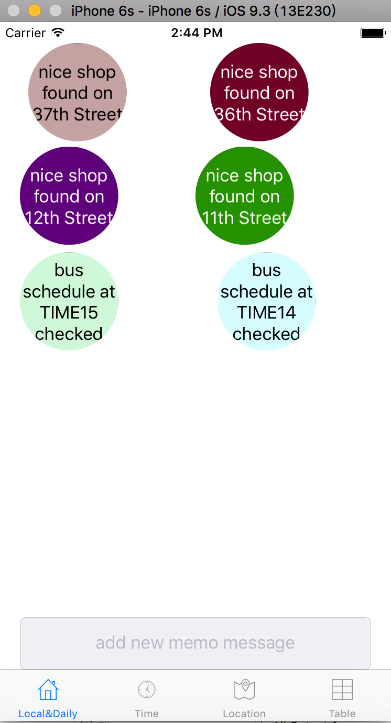 iPhone 6s - iPhone 6s / iOS 9.3 (13E230)
Carrier 2:44 PM
nice shop
found on
37th Street
nice shop
found on
36th Street
nice shop
found on
12th Street
nice shop
found on
11th Street
bus
schedule at
TIME15
checked
bus
schedule at
TIME14
checked
add new memo message
Local&Daily Time Location Table